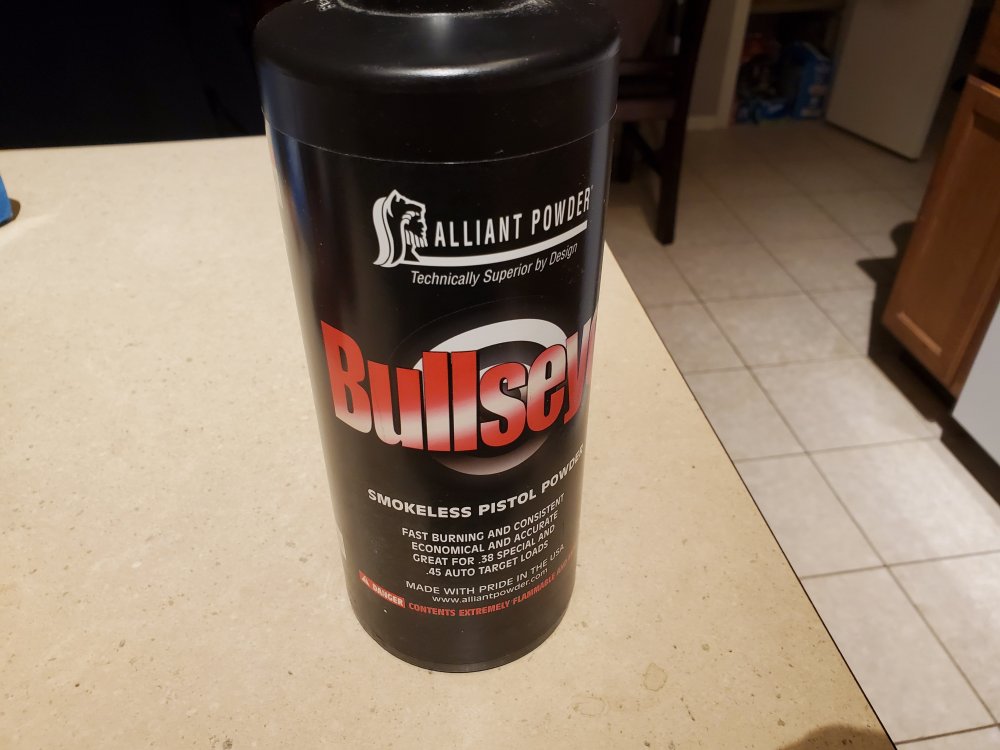 ALLIANT POWDER
Technically Superior by Design
Bullsey
SMOKELESS PISTOL POWDER
FAST BURNING AND CONSISTENT
ECONOMICAL AND ACCURATE
GREAT FOR .38 SPECIAL AND
.45 AUTO TARGET LOADS
MADE WITH PRIDE IN THE USA
www.alliantpowder.com
DANGER CONTENTS EXTREMELY FLAMMABLE AND